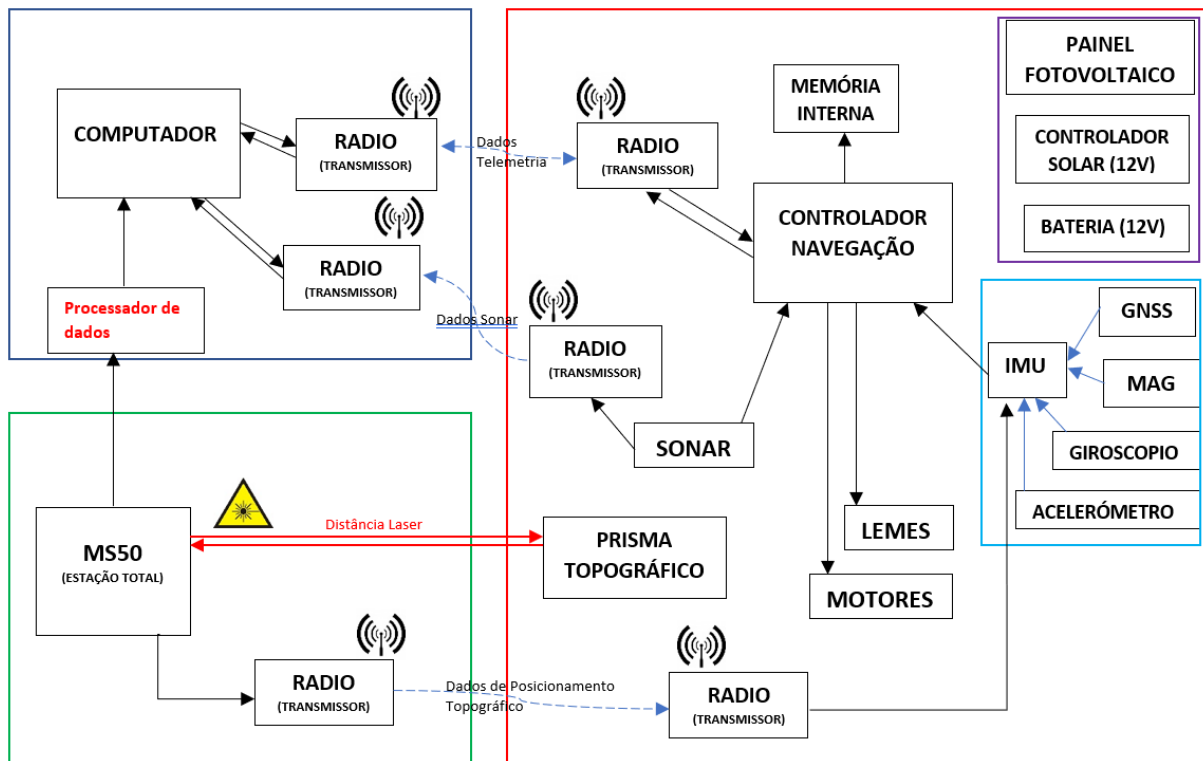 COMPUTADOR
RADIO
(TRANSMISSOR)
RADIO
(TRANSMISSOR)
Processador de
dados
Dados
Telemetria
Dados Sonar
RADIO
(TRANSMISSOR)
RADIO
(TRANSMISSOR)
SONAR
MEMÓRIA
INTERNA
CONTROLADOR
NAVEGAÇÃO
PAINEL
FOTOVOLTAICO
CONTROLADOR
SOLAR (12V)
BATERIA (12V)
IMU
GNSS
MAG
GIROSCOPIO
ACELERÓMETRO
LEMES
MOTORES
MS50
(ESTAÇÃO TOTAL)
Distância Laser
PRISMA
TOPOGRÁFICO
RADIO
(TRANSMISSOR)
Dados de Posicionamento
Topográfico
RADIO
(TRANSMISSOR)